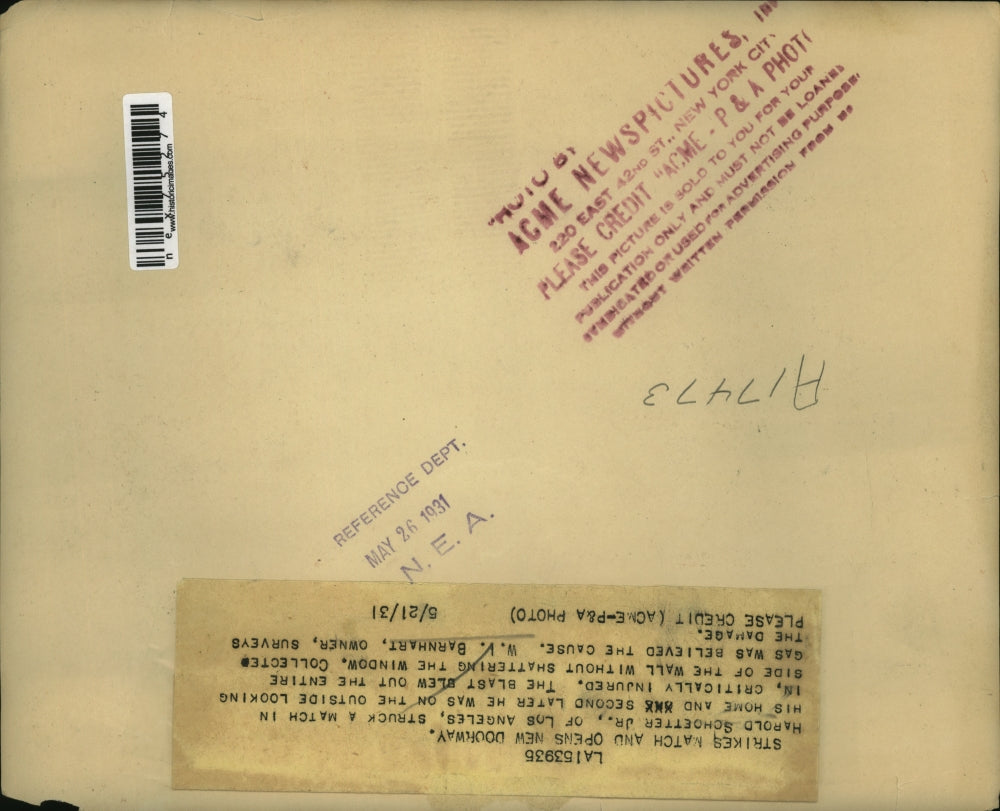 PHOTO BY
ACME NEWSPICTURES, INC
220 EAST 42ND ST., NEW YORK CITY
PLEASE CREDIT "ACME - P & A PHOTO
THIS PICTURE IS SOLD TO YOU FOR YOUR
PUBLICATION ONLY AND MUST NOT BE LOANED
SYNDICATED OR USED FOR ADVERTISING PURPOSES
WITHOUT WRITTEN PERMISSION FROM US
nex75274
www.historicimages.com
A17473
REFERENCE DEPT.
MAY 26 1931
N. E. A.
LA153935
STRIKES MATCH AND OPENS NEW DOORWAY.
HAROLD SCHOETTER JR., OF LOS ANGELES, STRUCK A MATCH IN
HIS HOME AND SECOND LATER HE WAS ON THE OUTSIDE LOOKING
IN, CRITICALLY INJURED. THE BLAST BLEW OUT THE ENTIRE
SIDE OF THE WALL WITHOUT SHATTERING THE WINDOW. COLLECTED
GAS WAS BELIEVED THE CAUSE. W. BARNHART, OWNER, SURVEYS
THE DAMAGE.
PLEASE CREDIT (ACME-P&A PHOTO) 5/21/31